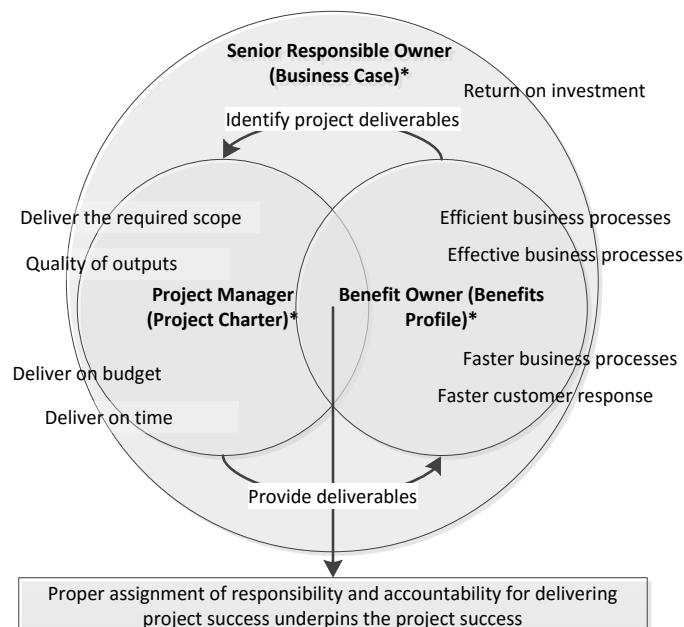 Senior Responsible Owner
(Business Case)*
Return on investment
Identify project deliverables
Deliver the required scope
Efficient business processes
Quality of outputs
Effective business processes
Project Manager
(Project Charter)*
Benefit Owner (Benefits
Profile)*
Deliver on budget
Faster business processes
Deliver on time
Faster customer response
Provide deliverables
Proper assignment of responsibility and accountability for delivering
project success underpins the project success